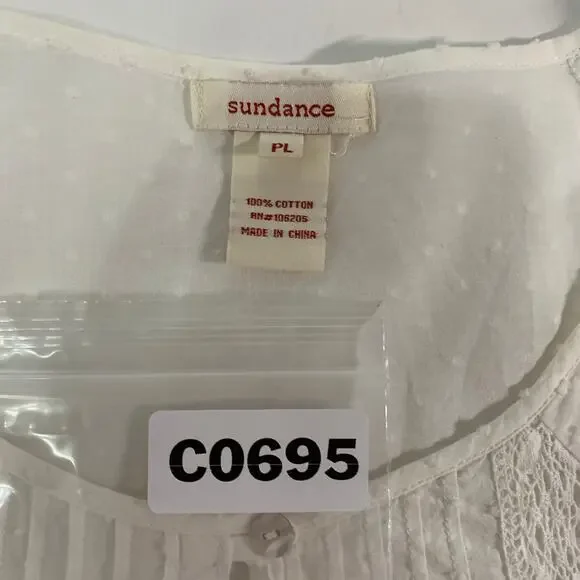 sundance
PL
100% COTTON
RN#106205
MADE IN CHINA
C0695